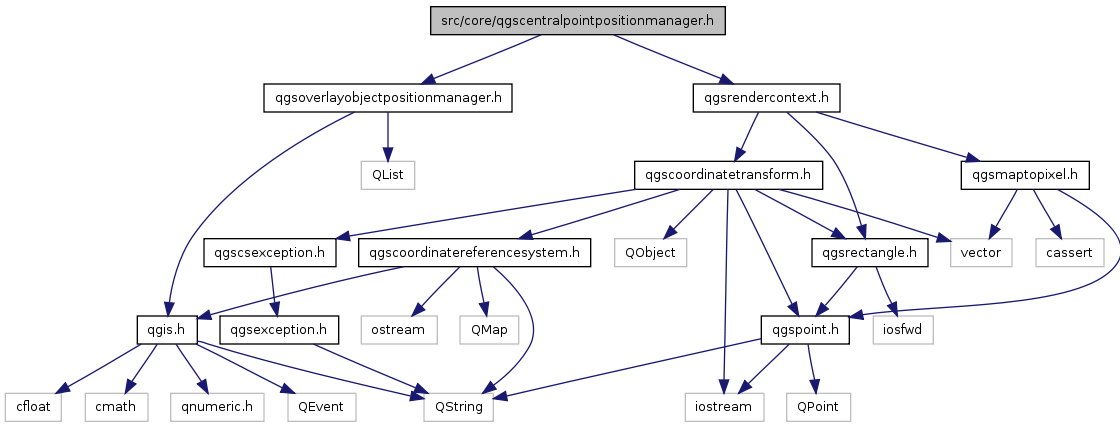 src/core/qgscentralpointpositionmanager.h
qgsoverlayobjectpositionmanager.h
qgsrendercontext.h
QList
qgscoordinatetransform.h
qgsmaptopixel.h
qgscsexception.h
qgscoordinatereferencesystem.h
QObject
qgsrectangle.h
vector
cassert
qgis.h
qgsexception.h
ostream
QMap
qgspoint.h
iosfwd
cfloat
cmath
qnumeric.h
QEvent
QString
iostream
QPoint